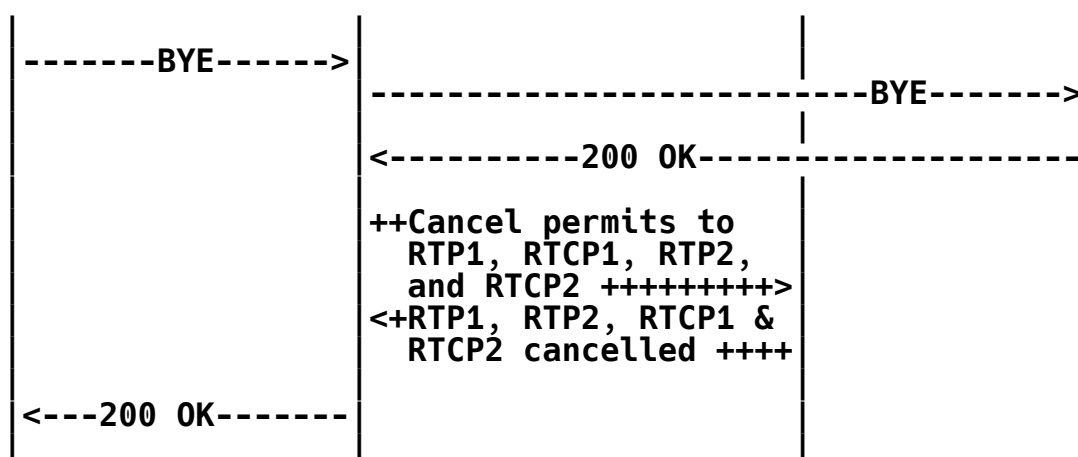 |-------BYE------>|
|--------------------------BYE------->
|<----------200 OK--------------------
|++Cancel permits to
RTP1, RTCP1, RTP2,
and RTCP2 +++++++++>|
|<+RTP1, RTP2, RTCP1 &
RTCP2 cancelled ++++|
|<---200 OK-------|